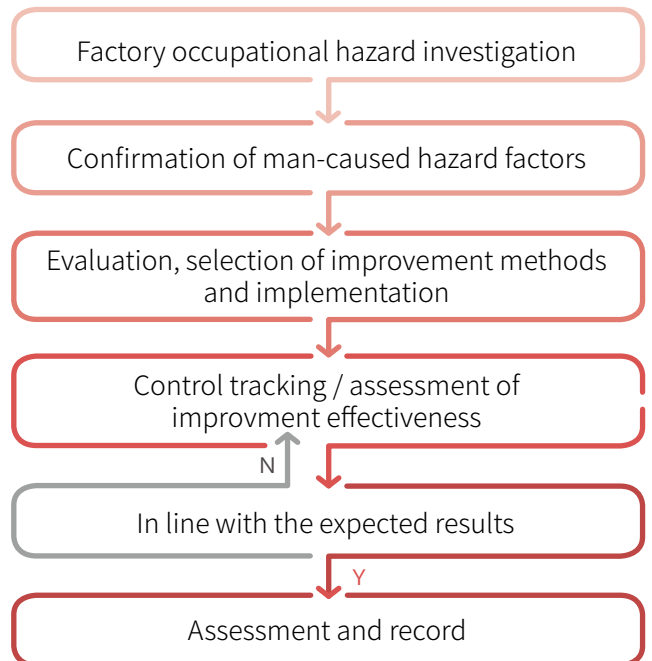 Factory occupational hazard investigation
Confirmation of man-caused hazard factors
Evaluation, selection of improvement methods
and implementation
Control tracking / assessment of
improvment effectiveness
N
In line with the expected results
Y
Assessment and record